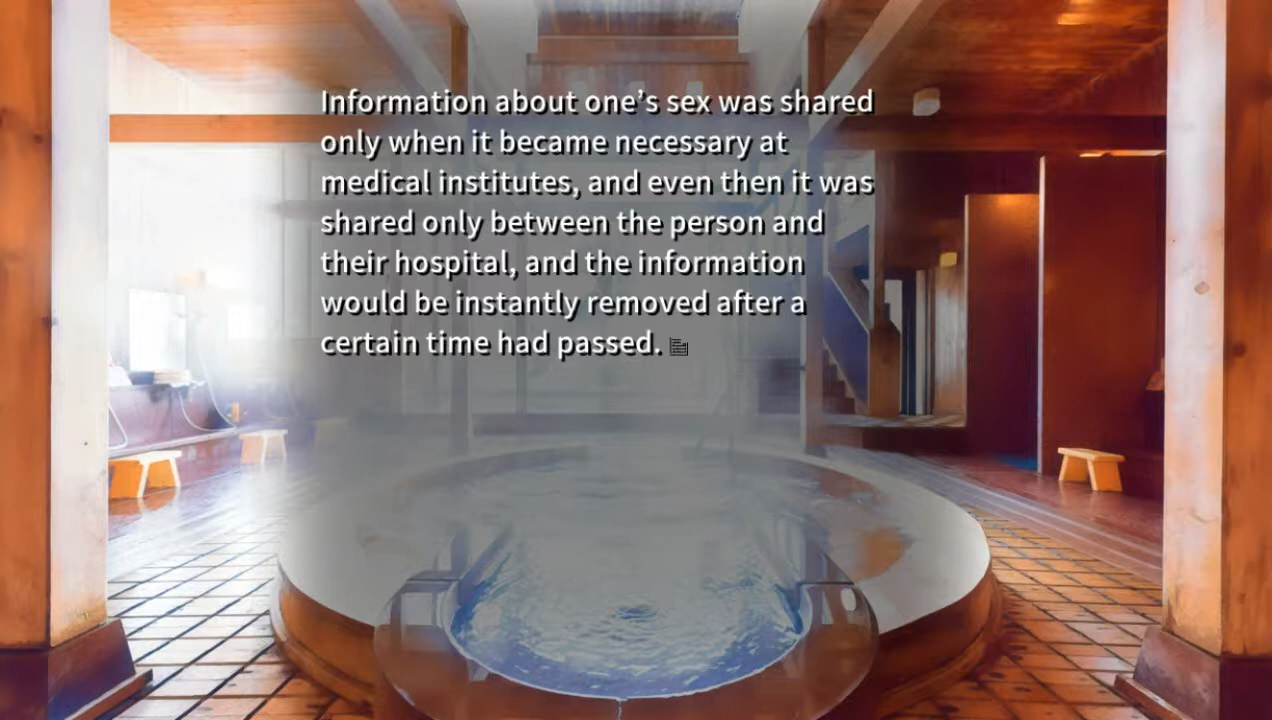 Information about one’s sex was shared
only when it became necessary at
medical institutes, and even then it was
shared only between the person and
their hospital, and the information
would be instantly removed after a
certain time had passed.